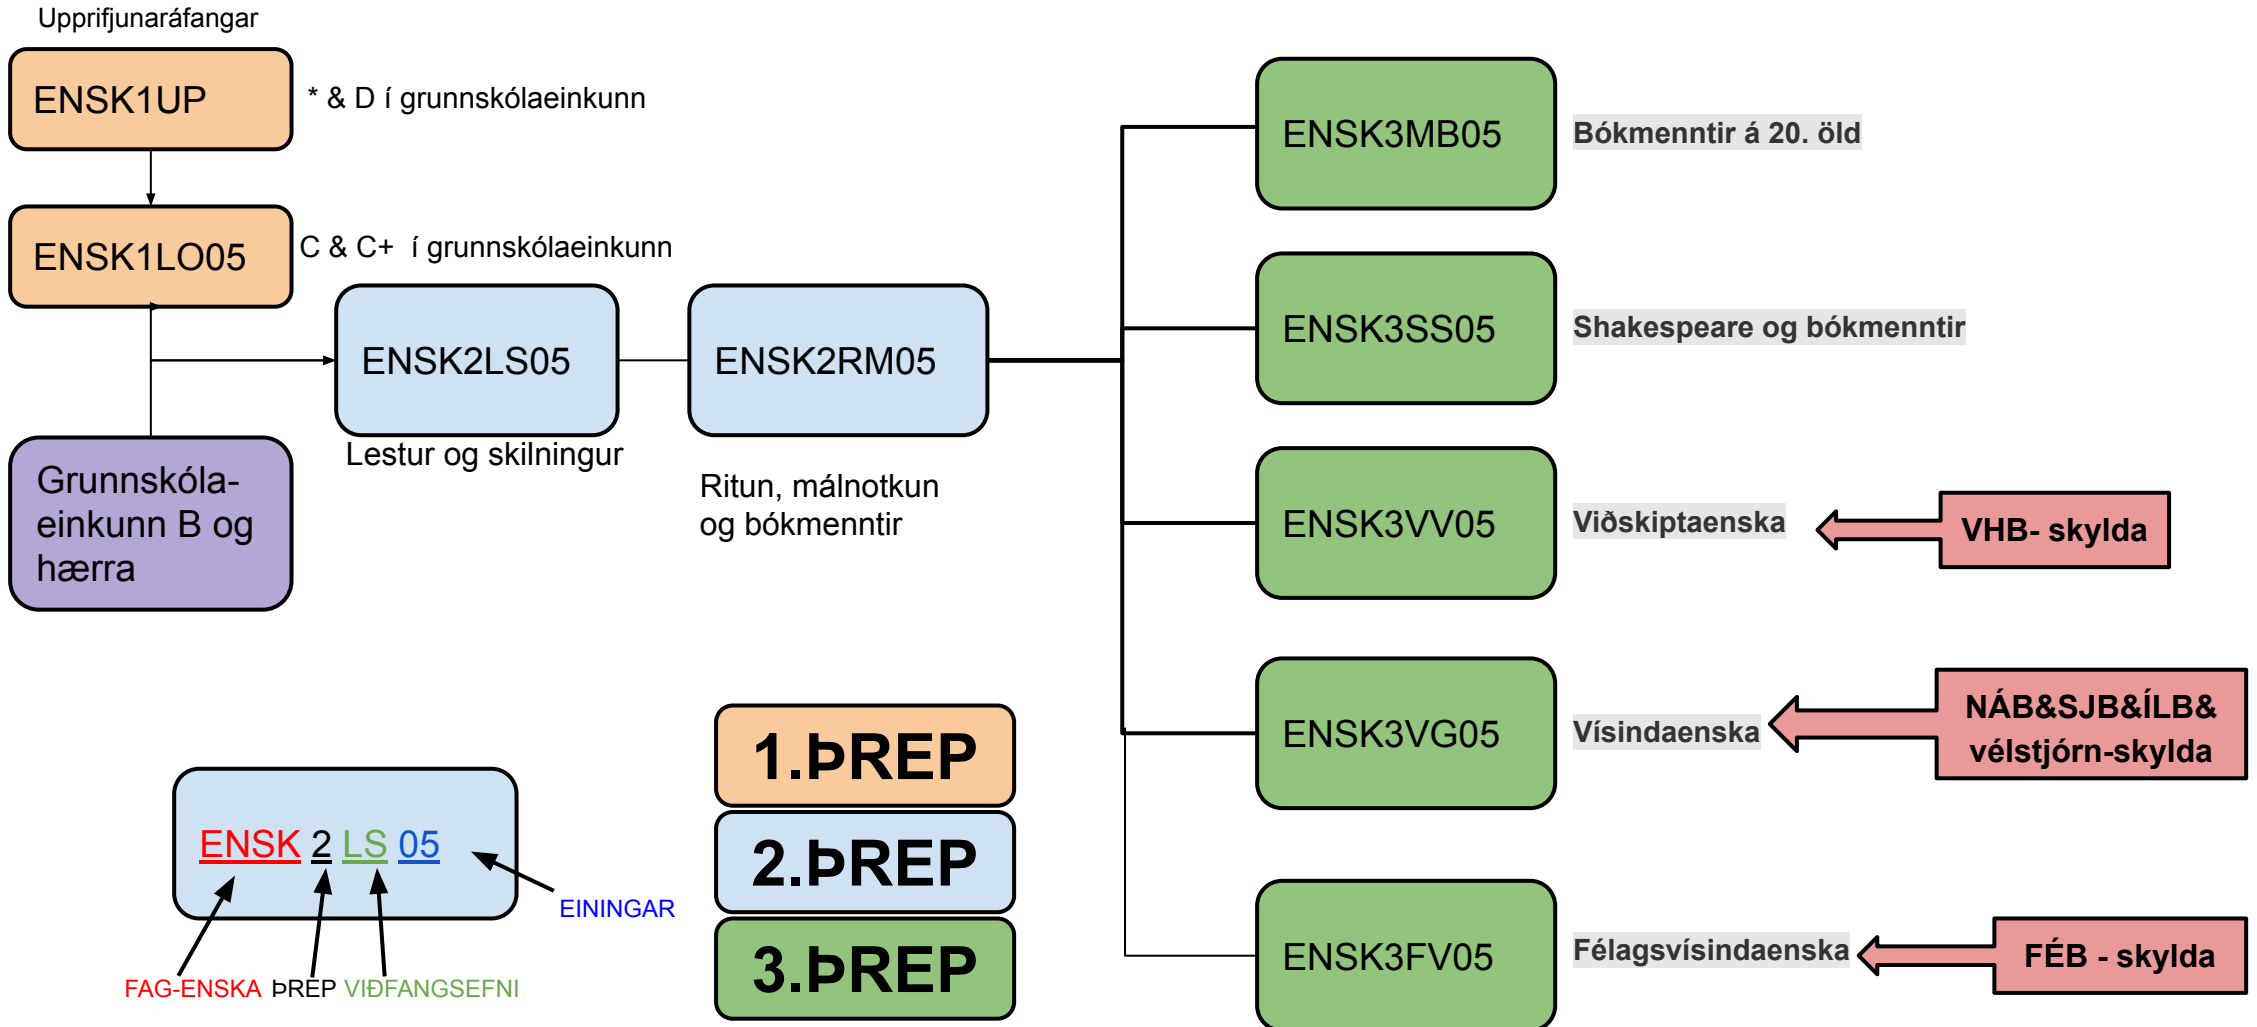 Upprifjunaráfangar
ENSK1UP
* & D í grunnskólaeinkunn
ENSK1LO05
C & C+ í grunnskólaeinkunn
ENSK2LS05
Lestur og skilningur
ENSK2RM05
Ritun, málnotkun
og bókmenntir
Grunnskóla-
einkunn B og
hærra
ENSK3MB05
Bókmenntir á 20. öld
ENSK3SS05
Shakespeare og bókmenntir
ENSK3VV05
Viðskiptaenska
VHB- skylda
ENSK3VG05
Vísindaenska
NÁB&SJB&ÍLB&
vélstjórn-skylda
ENSK3FV05
Félagsvísindaenska
FÉB - skylda
1.ÞREP
2.ÞREP
3.ÞREP
ENSK 2 LS 05
EININGAR
FAG-ENSKA ÞREP VIÐFANGSEFNI